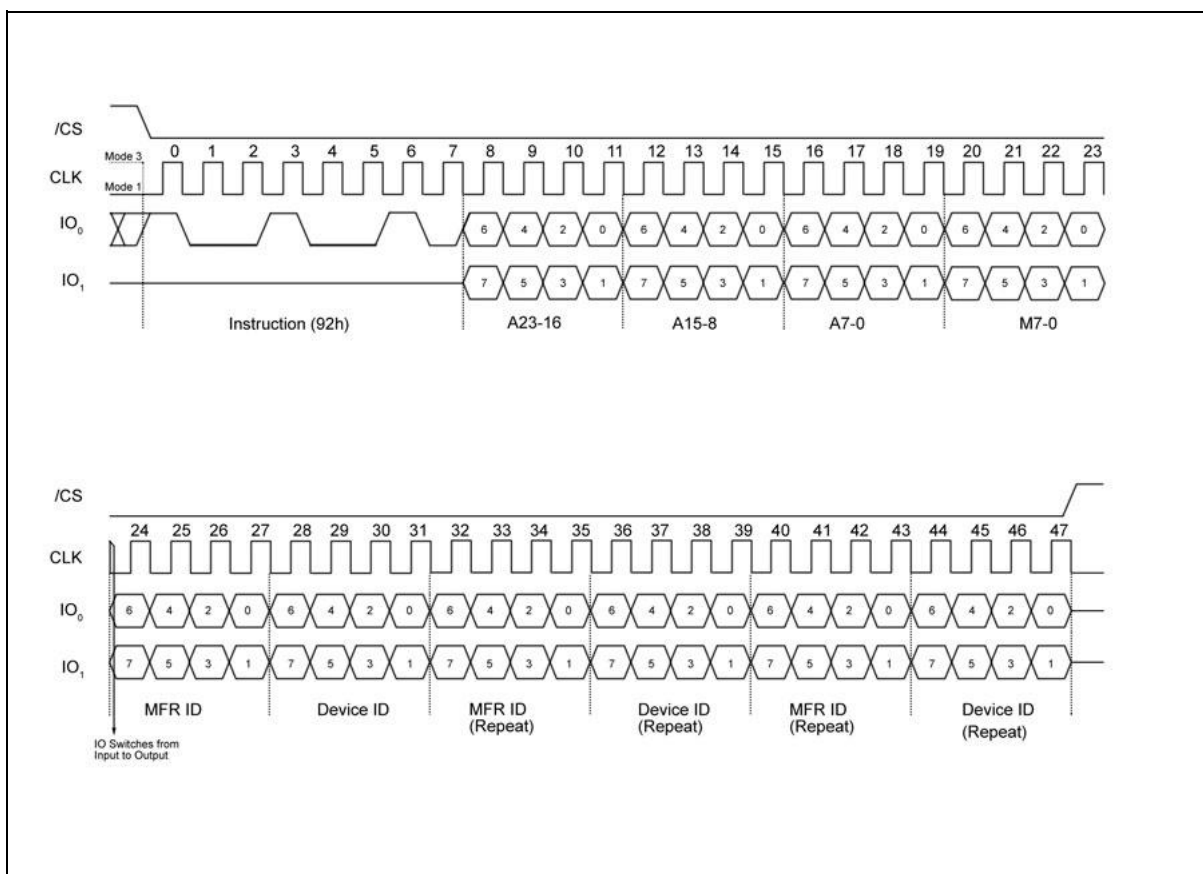 /CS
Mode 3
0 1 2 3 4 5 6 7 8 9 10 11 12 13 14 15 16 17 18 19 20 21 22 23
CLK
Mode 1
IO0
6 4 2 0 6 4 2 0 6 4 2 0 6 4 2 0
IO1
7 5 3 1 7 5 3 1 7 5 3 1 7 5 3 1
Instruction (92h) A23-16 A15-8 A7-0 M7-0
/CS
24 25 26 27 28 29 30 31 32 33 34 35 36 37 38 39 40 41 42 43 44 45 46 47
CLK
IO0
6 4 2 0 6 4 2 0 6 4 2 0 6 4 2 0 6 4 2 0 6 4 2 0
IO1
7 5 3 1 7 5 3 1 7 5 3 1 7 5 3 1 7 5 3 1 7 5 3 1
MFR ID Device ID MFR ID Device ID MFR ID Device ID
(Repeat) (Repeat) (Repeat) (Repeat)
IO Switches from
Input to Output